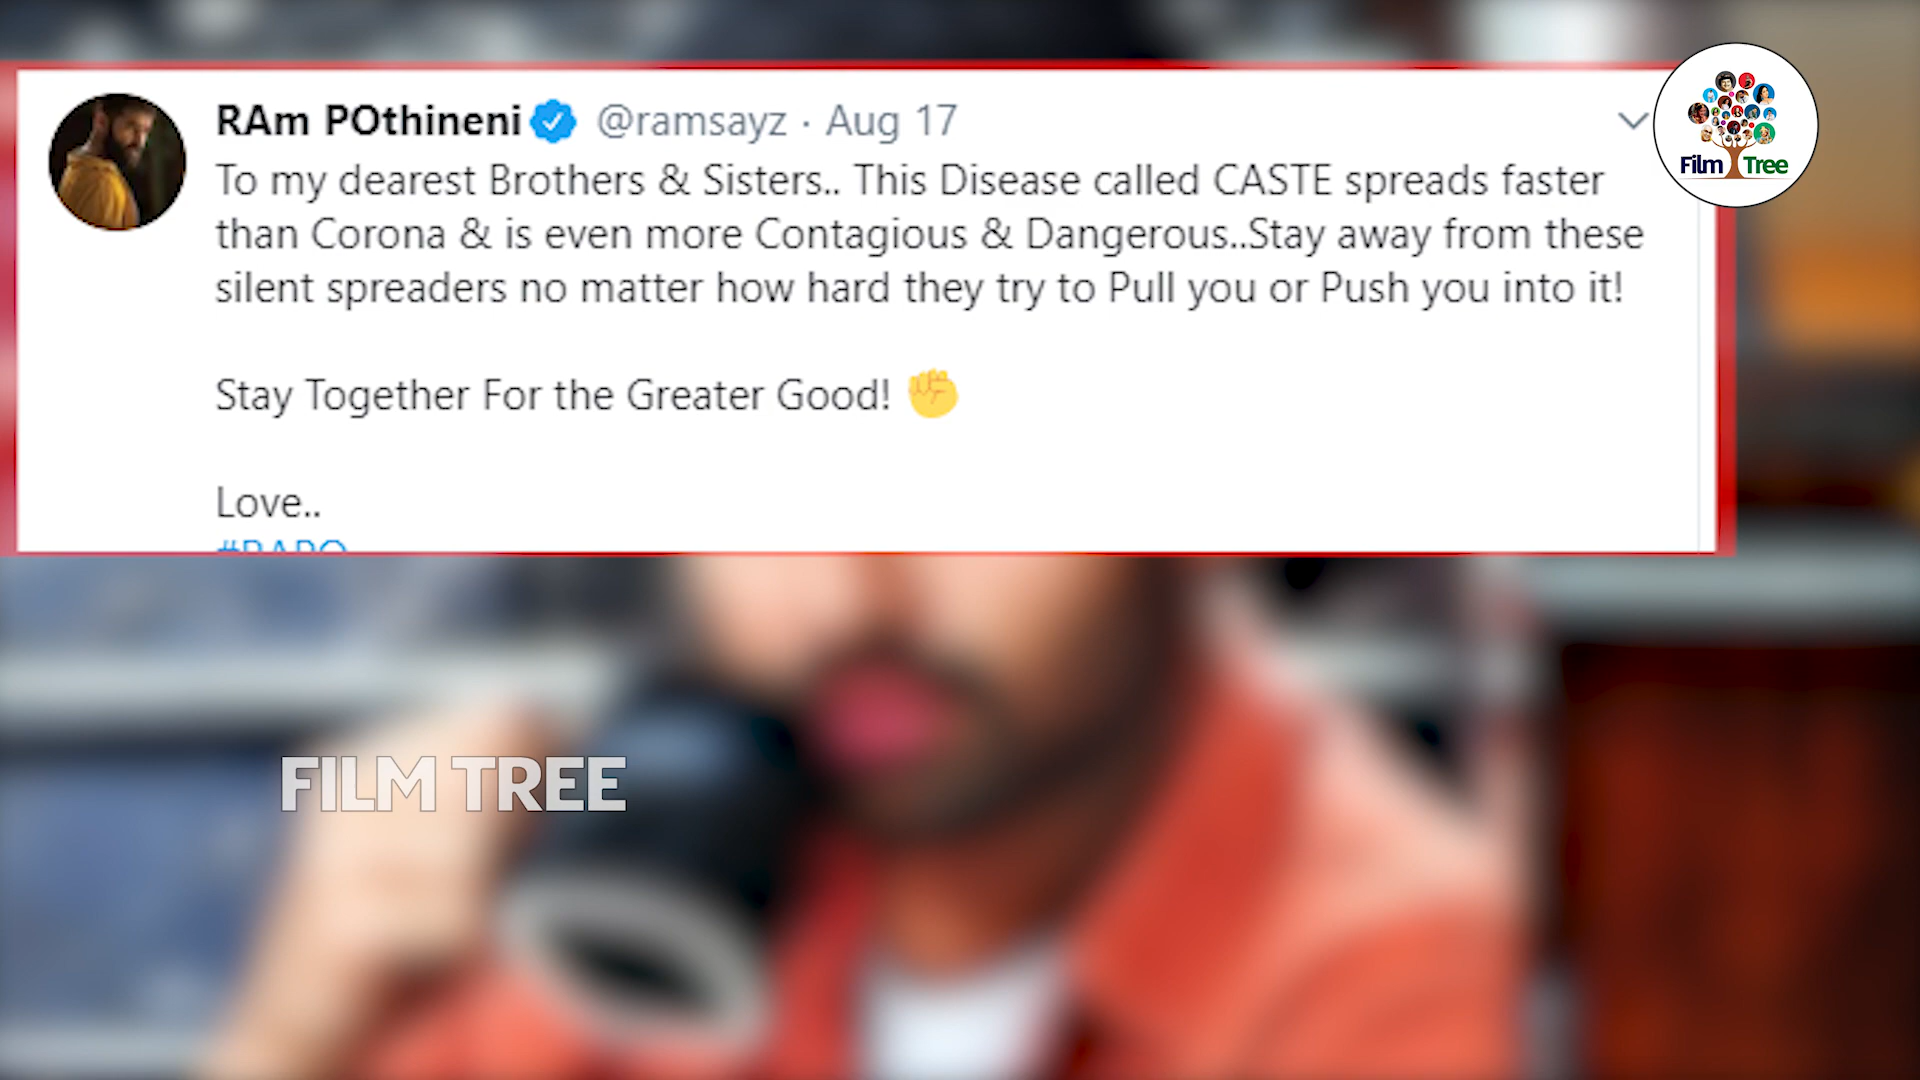 RAm POthineni @ramsayz · Aug 17
To my dearest Brothers & Sisters.. This Disease called CASTE spreads faster
than Corona & is even more Contagious & Dangerous..Stay away from these
silent spreaders no matter how hard they try to Pull you or Push you into it!
Stay Together For the Greater Good! ✊
Love..
#RAPO
Film Tree
FILM TREE